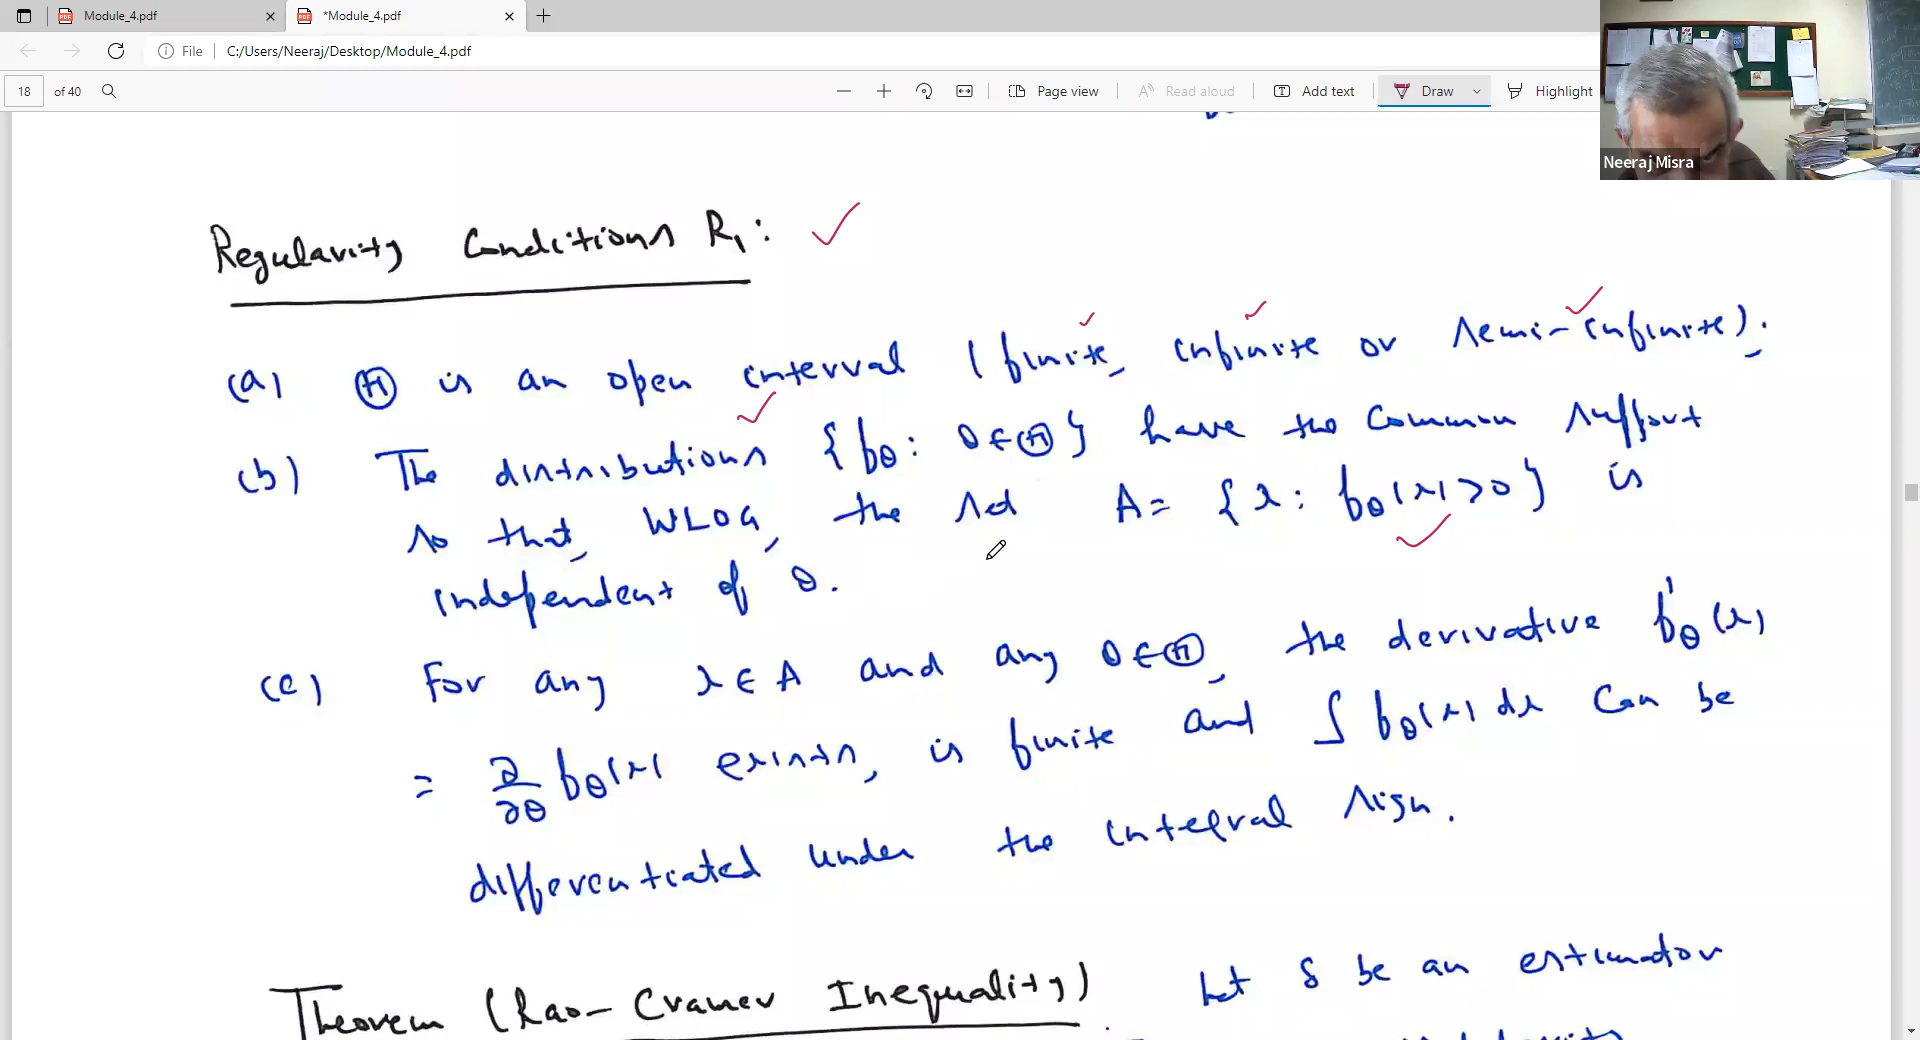 Module_4.pdf
*Module_4.pdf
File C:/Users/Neeraj/Desktop/Module_4.pdf
18 of 40 Page view Read aloud Add text Draw Highlight
Neeraj Misra
Regularity Conditions R₁:
(a) Ⓗ is an open interval (finite, infinite or semi-infinite).
(b) The distributions {f_θ: θ∈Ⓗ} have the common support
so that, WLOG, the set A = {x: f_θ(x)>0} is
independent of θ.
(c) For any x∈A and any θ∈Ⓗ, the derivative f'_θ(x)
= ∂/∂θ f_θ(x) exists, is finite and ∫ f_θ(x) dx can be
differentiated under the integral sign.
Theorem (Rao-Cramer Inequality) Let δ be an estimator